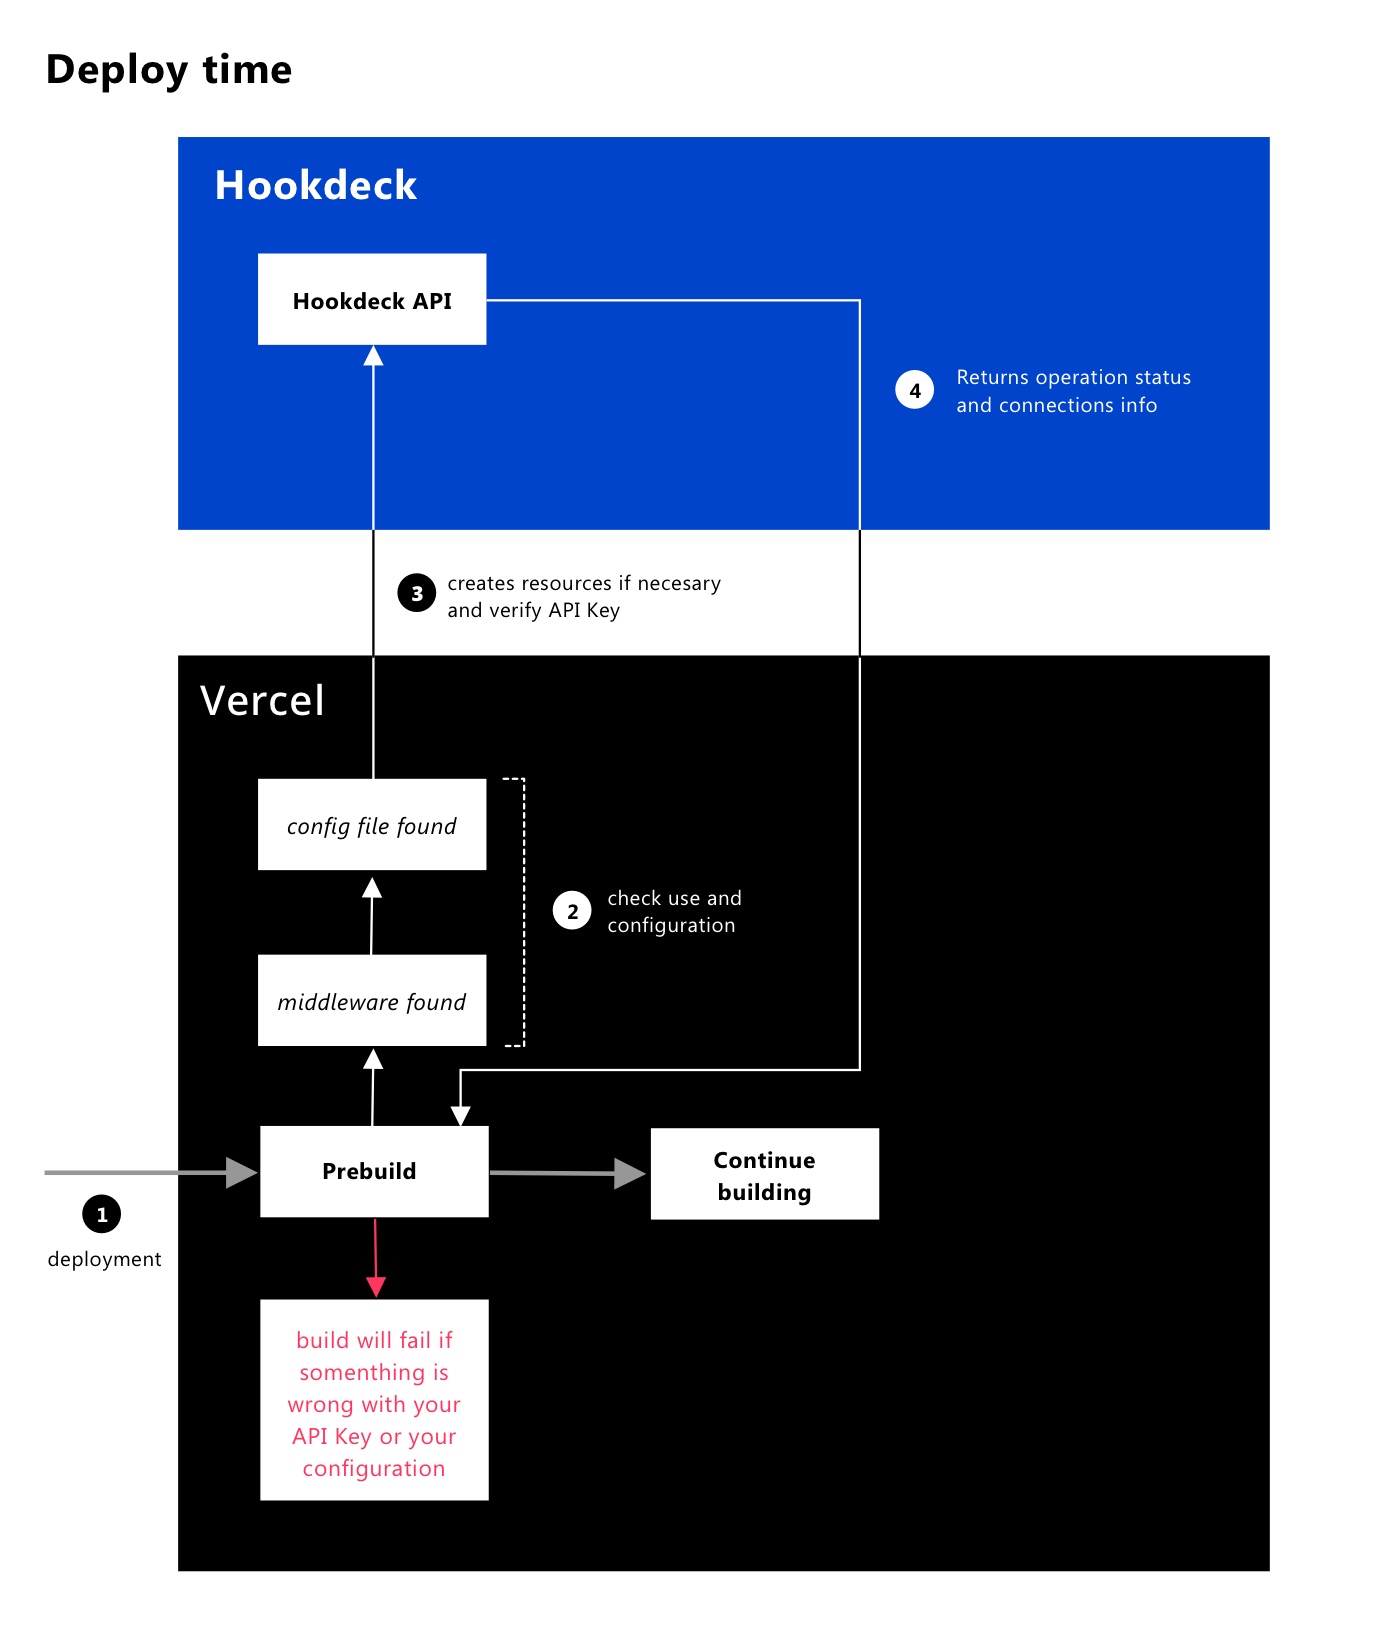 Deploy time
Hookdeck
Hookdeck API
4
Returns operation status
and connections info
3
creates resources if necesary
and verify API Key
Vercel
config file found
2
check use and
configuration
middleware found
Prebuild
Continue
building
1
deployment
build will fail if
somenthing is
wrong with your
API Key or your
configuration